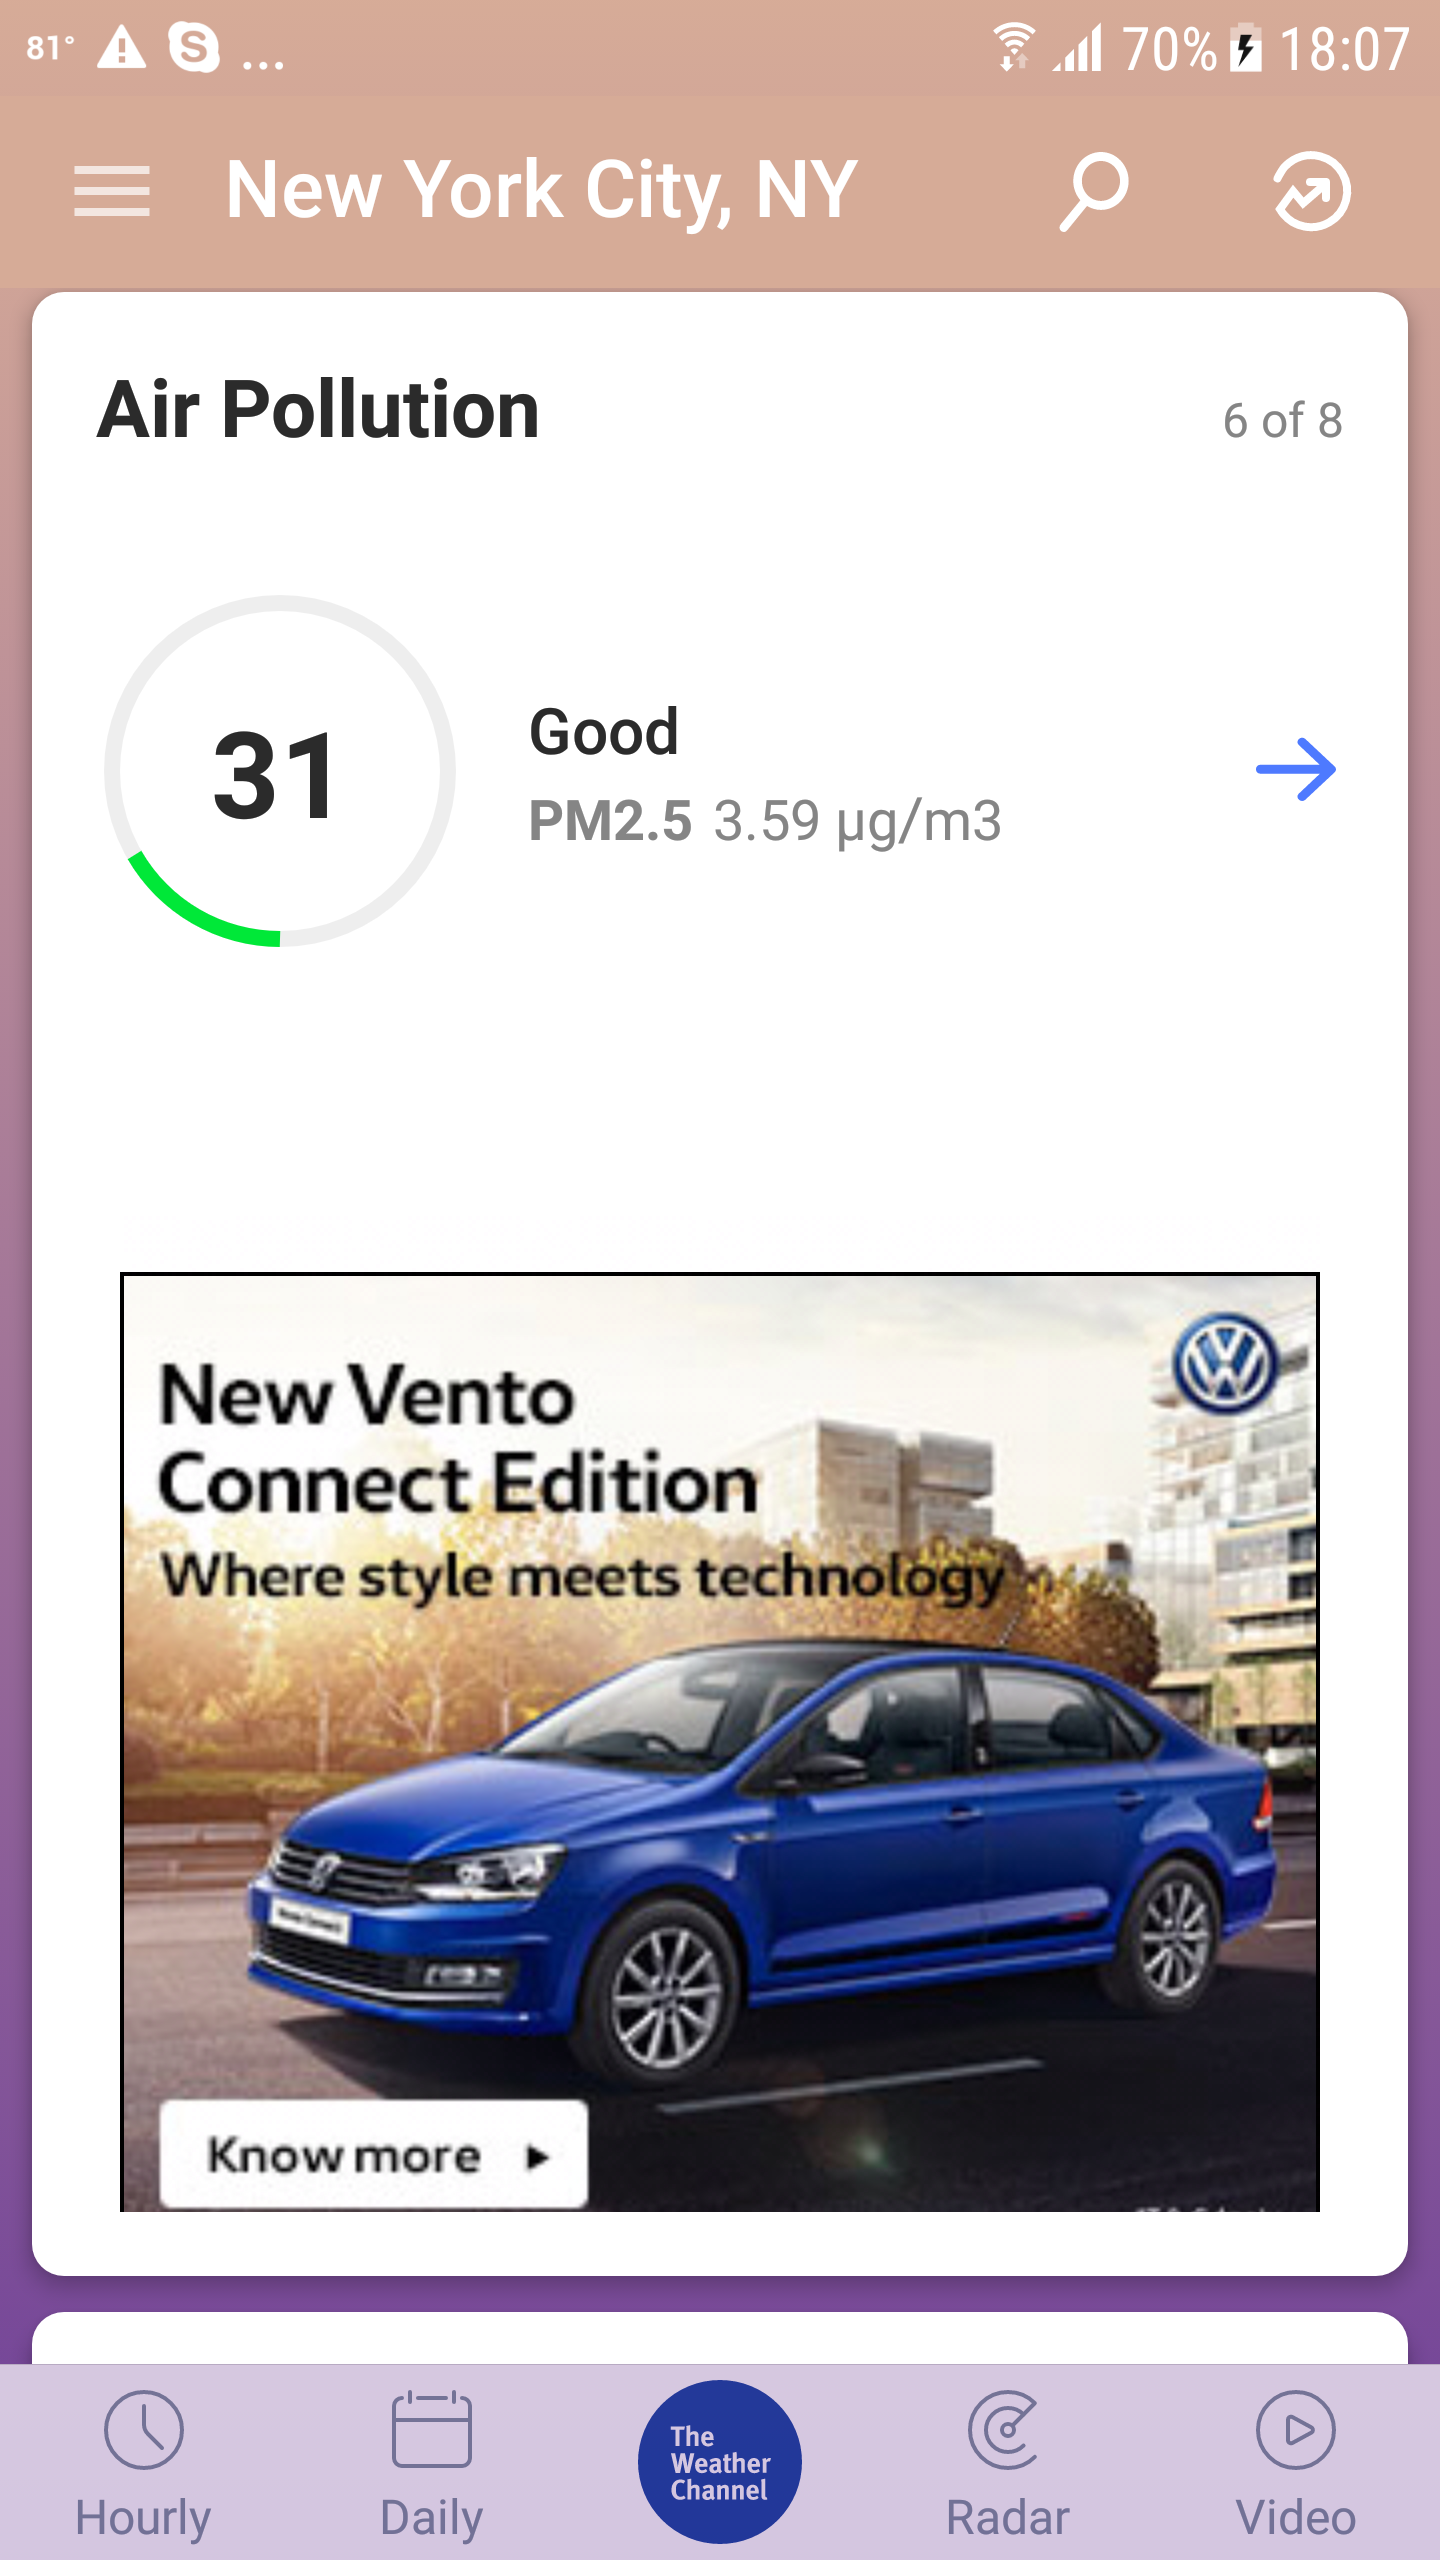 81° ... 70% 18:07
New York City, NY
Air Pollution 6 of 8
31
Good
PM2.5 3.59 µg/m3
New Vento
Connect Edition
Where style meets technology
Know more
The
Weather
Channel
Hourly Daily Radar Video